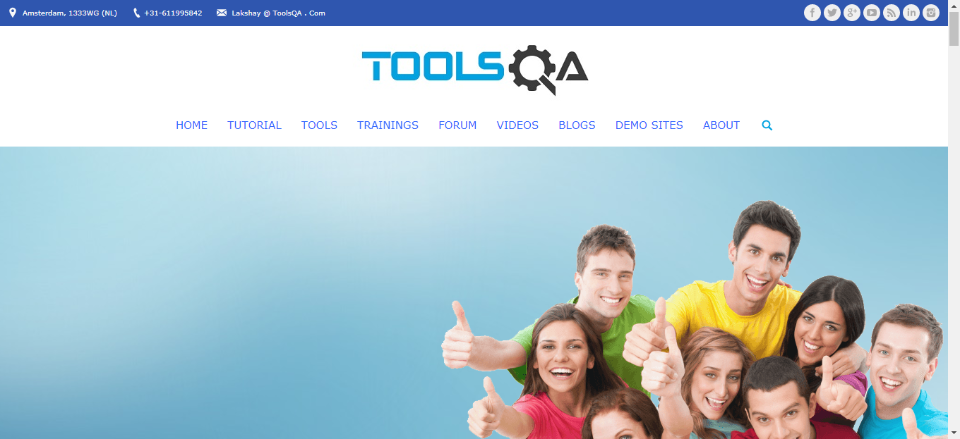 Amsterdam, 1333WG (NL) +31-611995842 Lakshay @ ToolsQA . Com
TOOLSQA
HOME TUTORIAL TOOLS TRAININGS FORUM VIDEOS BLOGS DEMO SITES ABOUT